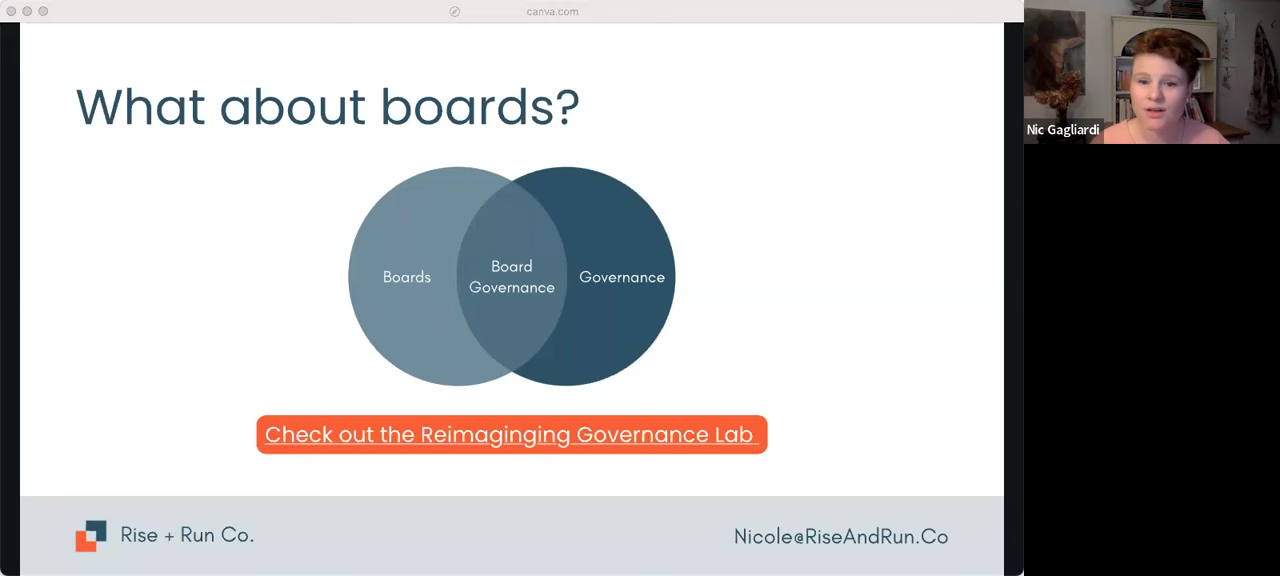 canva.com
What about boards?
Boards
Board
Governance
Governance
Check out the Reimaginging Governance Lab
Rise + Run Co.
Nicole@RiseAndRun.Co
Nic Gagliardi